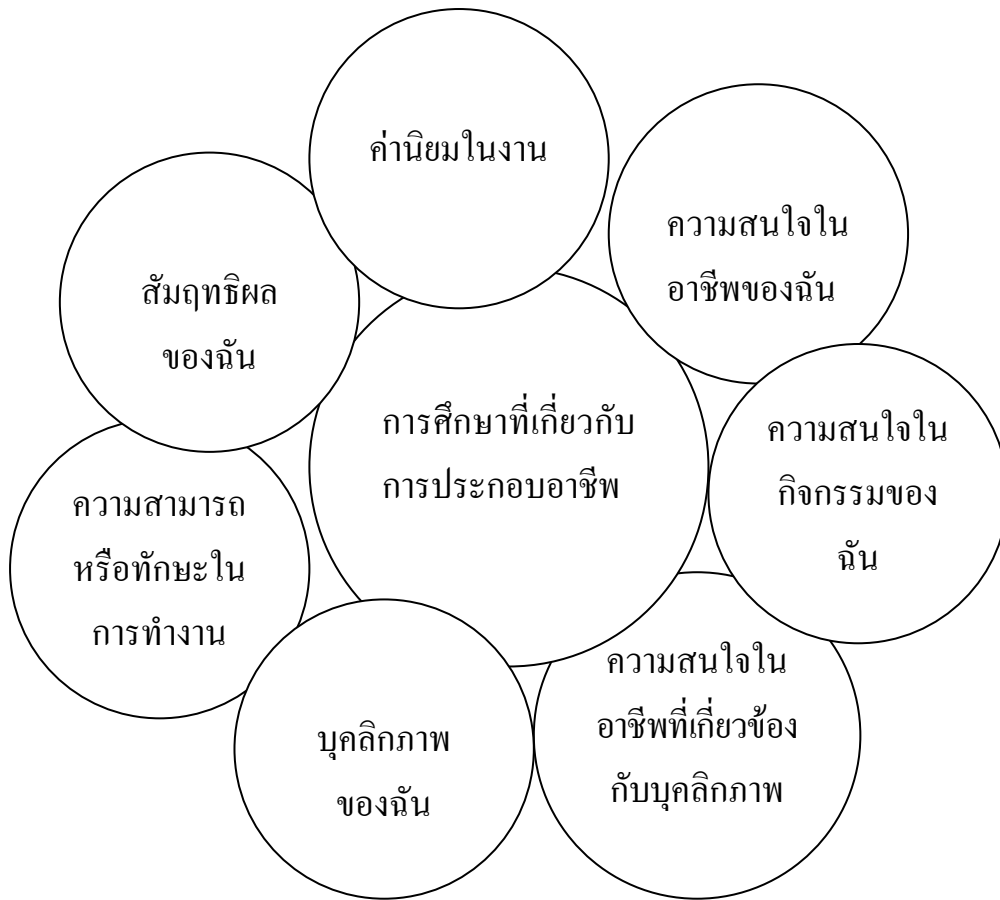 ค่านิยมในงาน
ความสนใจใน
อาชีพของฉัน
สัมฤทธิผล
ของฉัน
การศึกษาที่เกี่ยวกับ
การประกอบอาชีพ
ความสนใจใน
กิจกรรมของ
ฉัน
ความสามารถ
หรือทักษะใน
การทำงาน
ความสนใจใน
อาชีพที่เกี่ยวข้อง
กับบุคลิกภาพ
บุคลิกภาพ
ของฉัน